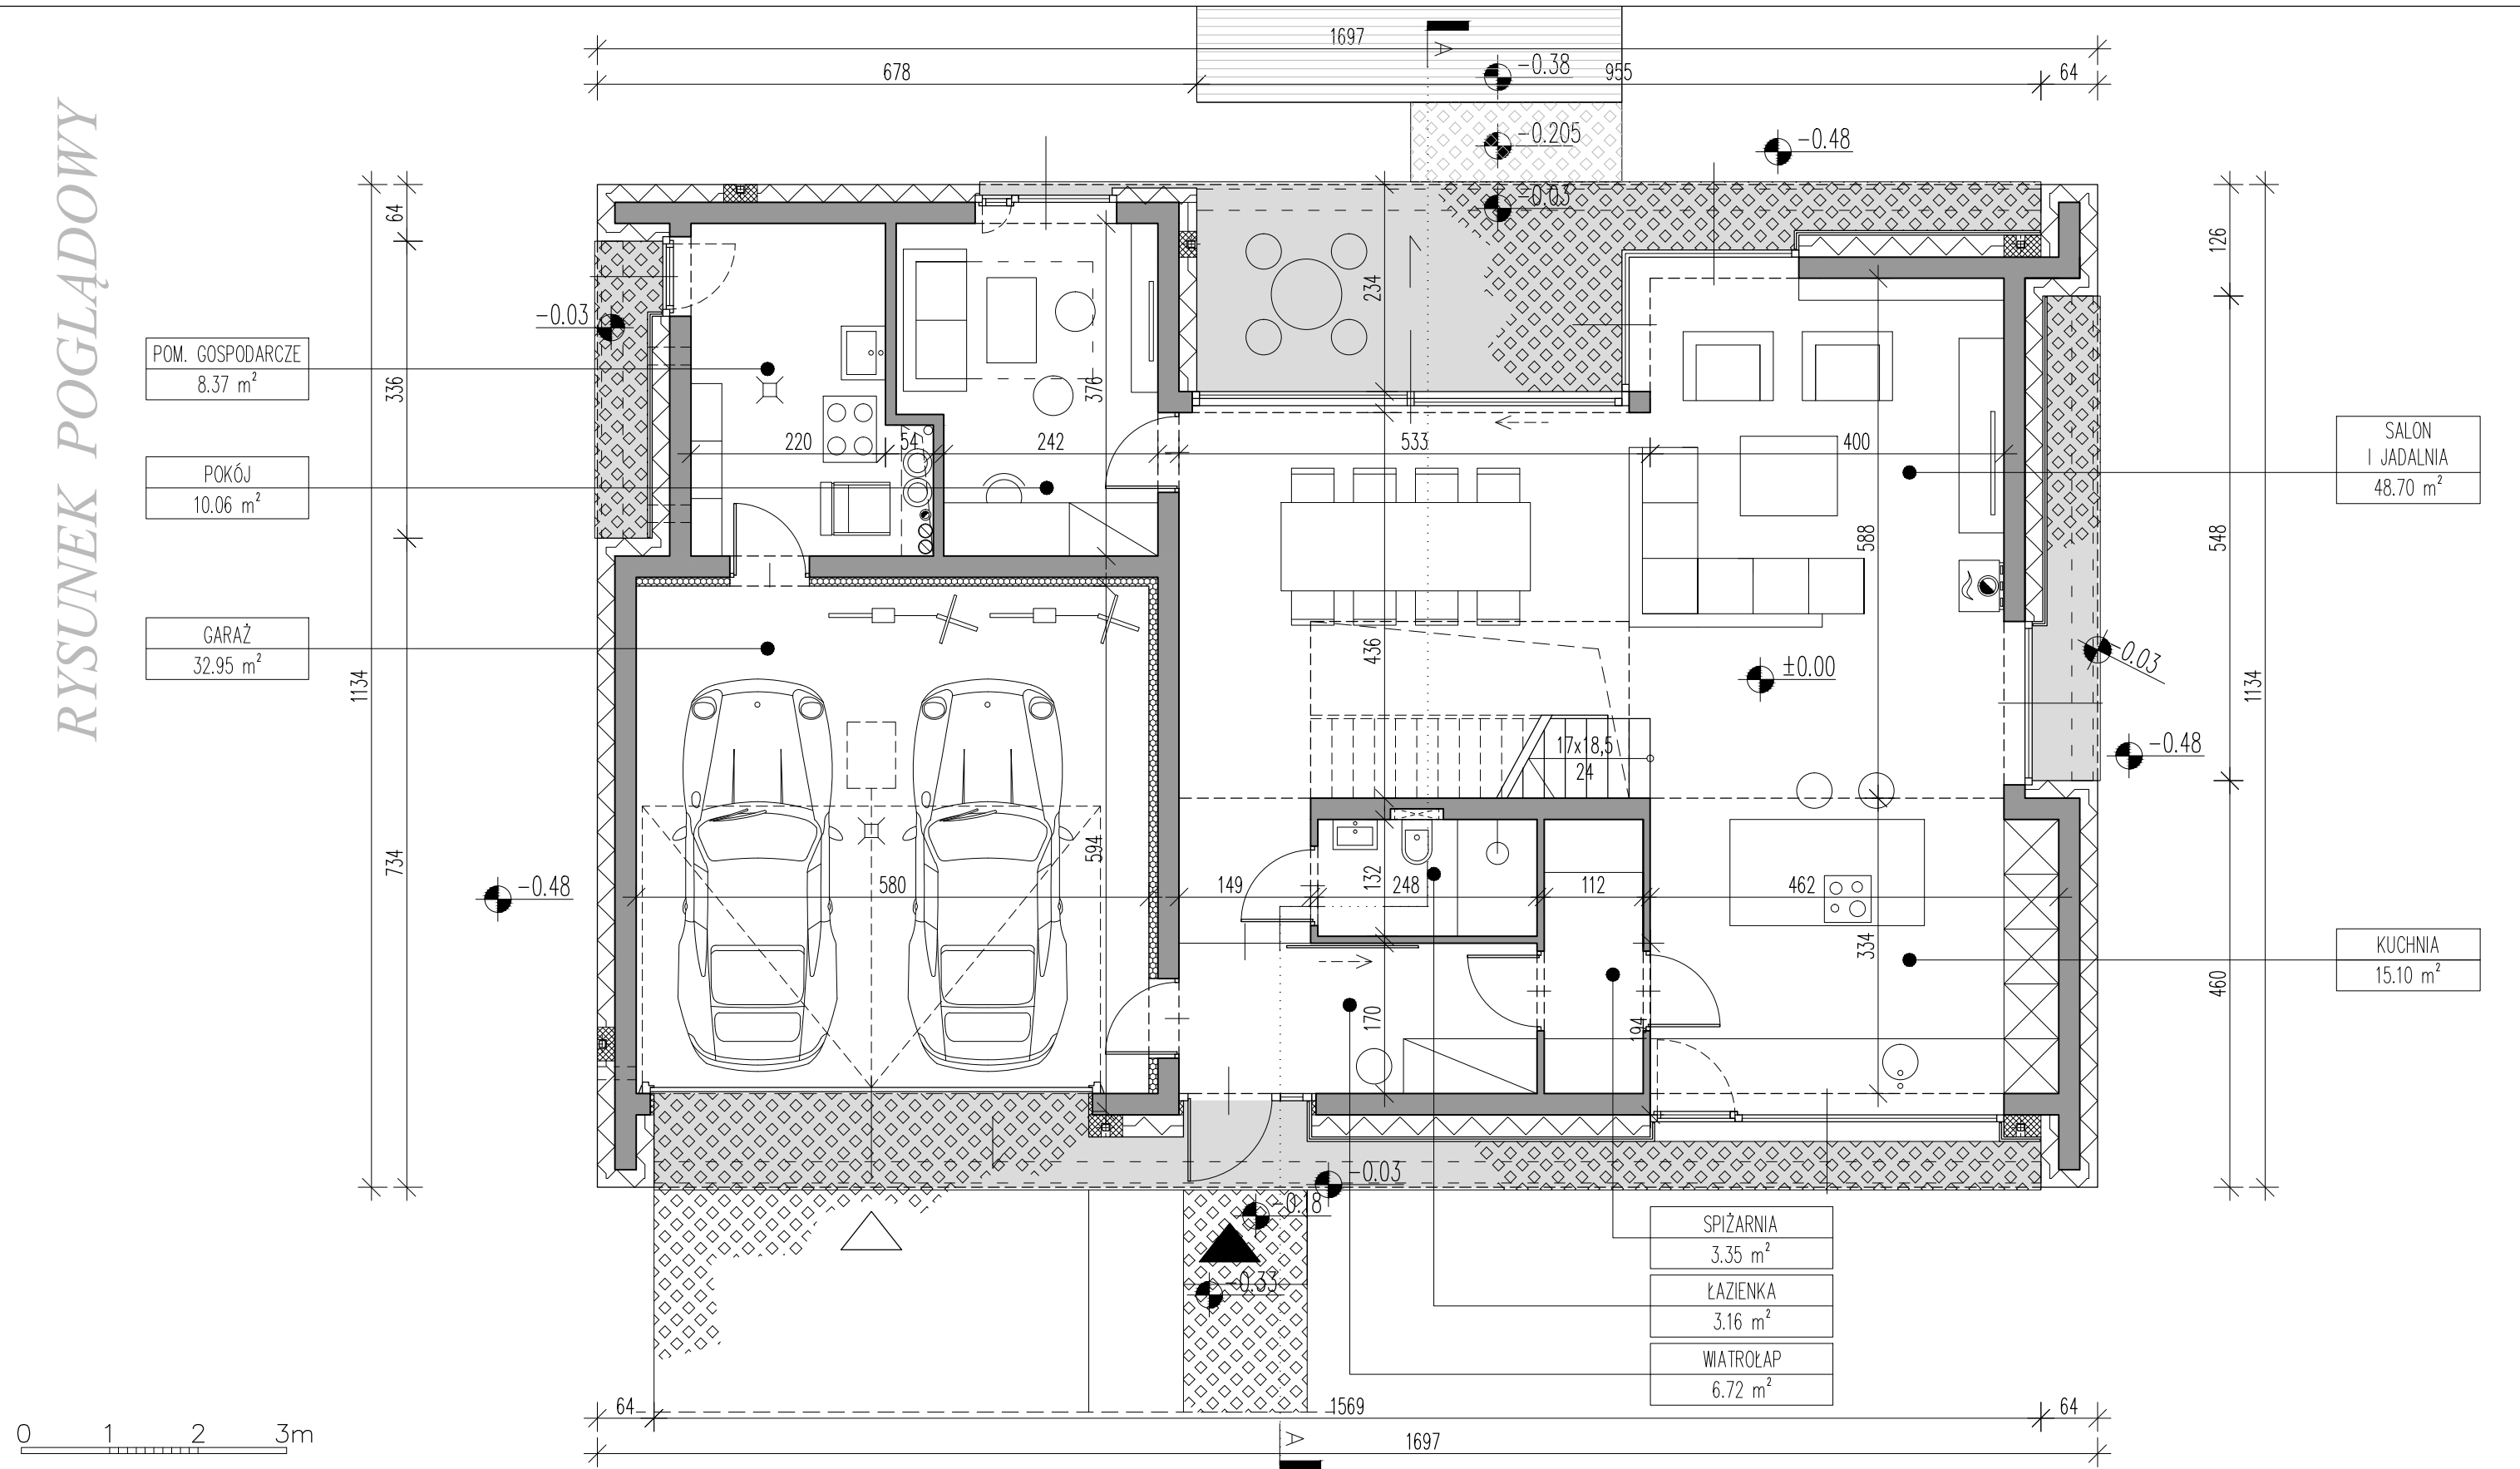 1697
A
-0.38
678
955
64
-0.205
-0.48
RYSUNEK POGLĄDOWY
64
126
-0.03
234
-0.03
POM. GOSPODARCZE
8.37 m²
336
376
220
54
242
533
400
SALON
I JADALNIA
48.70 m²
POKÓJ
10.06 m²
588
548
GARAŻ
32.95 m²
436
±0.00
-0.03
1134
1134
17x18,5
24
-0.48
734
594
580
149
132
248
112
462
-0.48
334
KUCHNIA
15.10 m²
460
170
194
-0.03
-0.18
SPIŻARNIA
3.35 m²
-0.33
ŁAZIENKA
3.16 m²
WIATROŁAP
6.72 m²
64
1569
64
0 1 2 3m
A
1697